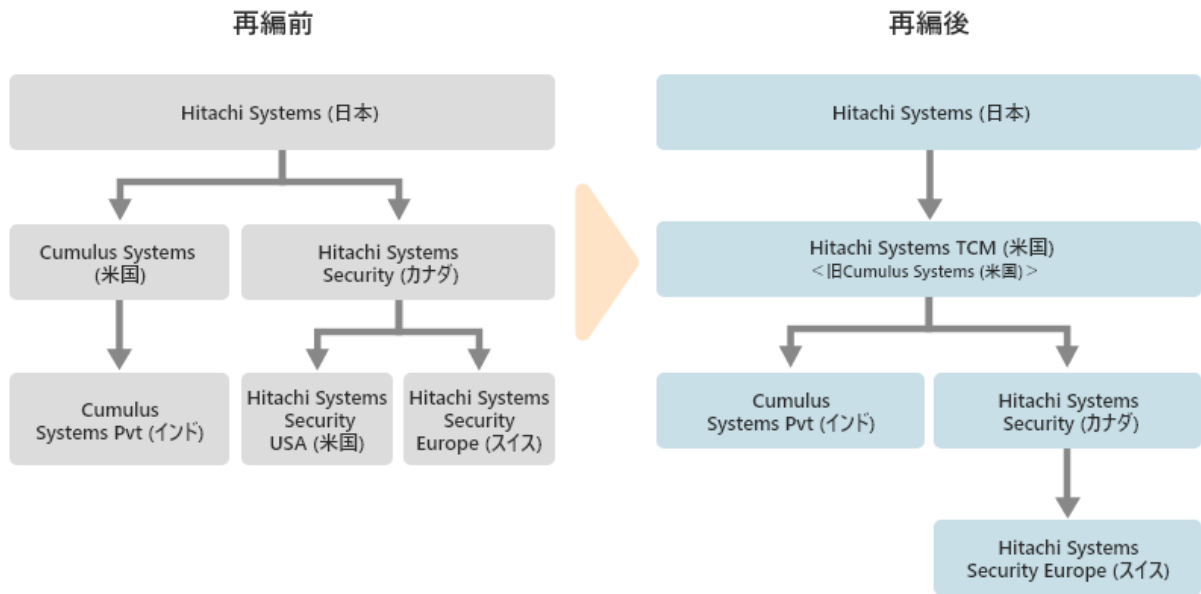 再編前
Hitachi Systems (日本)
Cumulus Systems
(米国)
Hitachi Systems
Security (カナダ)
Cumulus
Systems Pvt (インド)
Hitachi Systems
Security
USA (米国)
Hitachi Systems
Security
Europe (スイス)
再編後
Hitachi Systems (日本)
Hitachi Systems TCM (米国)
＜旧Cumulus Systems (米国)＞
Cumulus
Systems Pvt (インド)
Hitachi Systems
Security (カナダ)
Hitachi Systems
Security Europe (スイス)